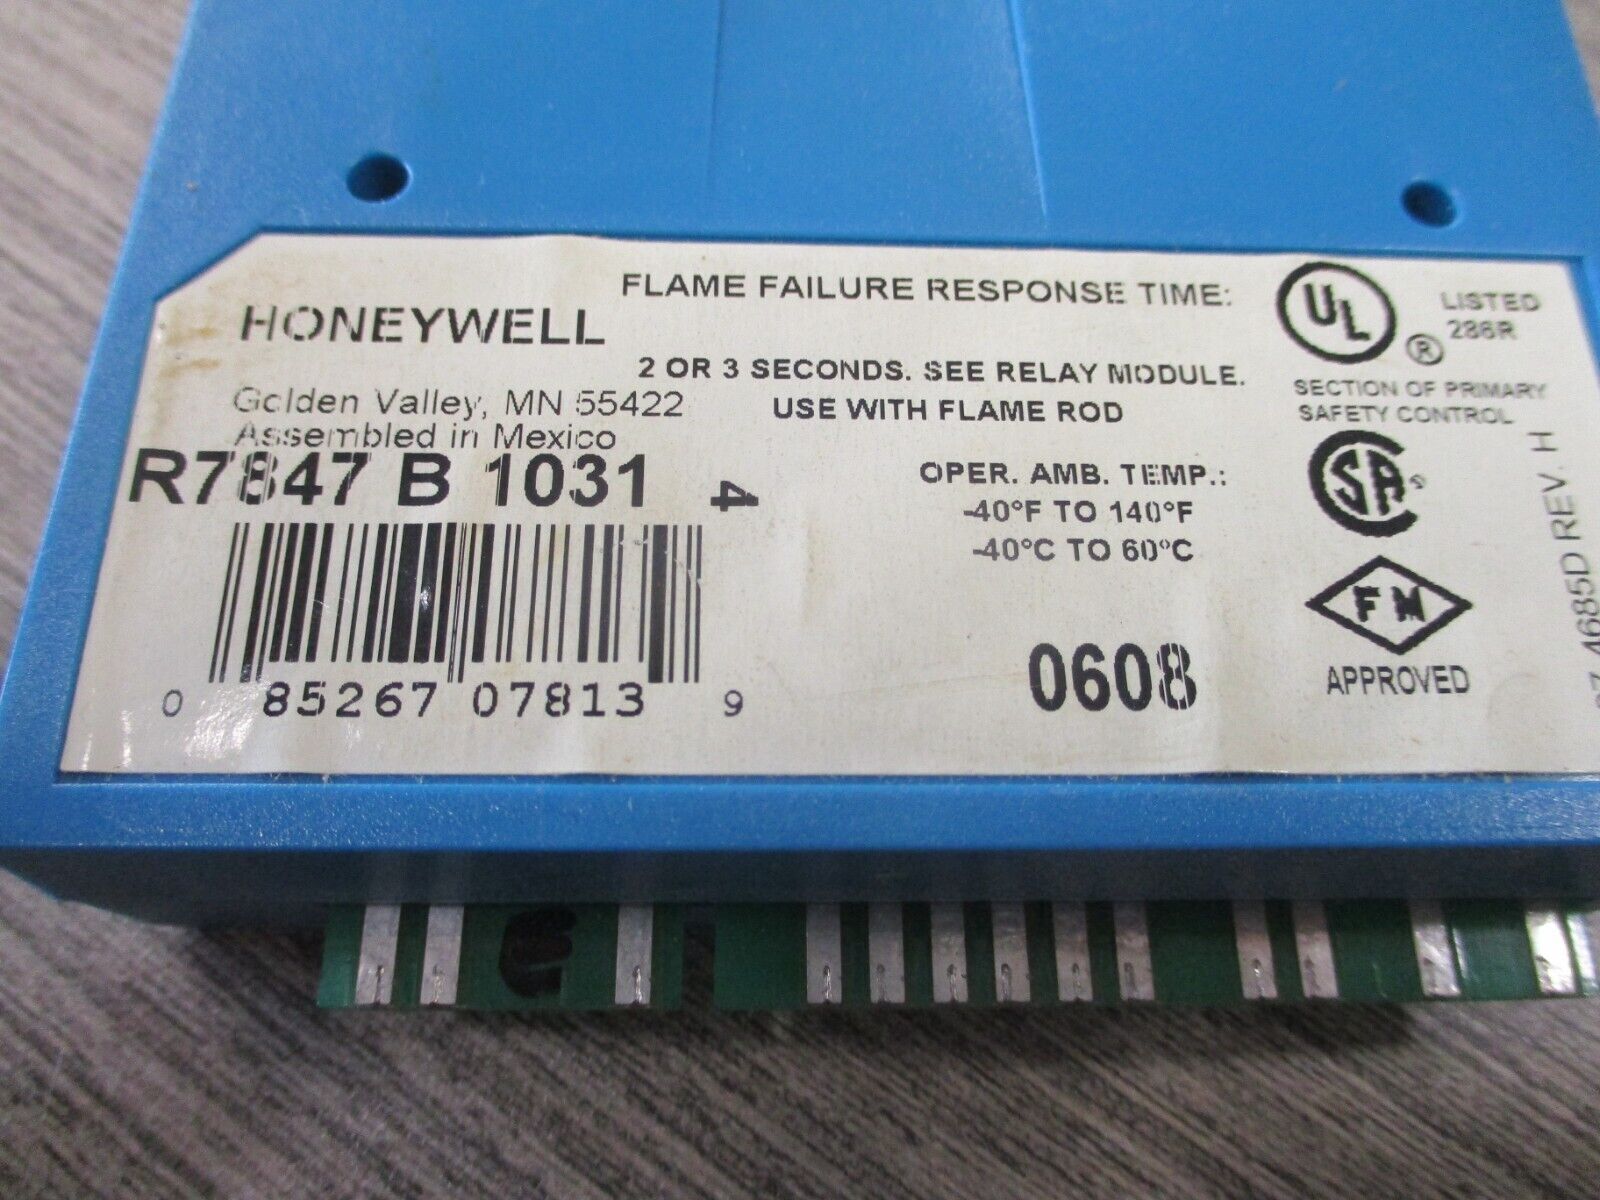 HONEYWELL
Golden Valley, MN 55422
Assembled in Mexico
R7847 B 1031 4
0 85267 07813 9
FLAME FAILURE RESPONSE TIME:
2 OR 3 SECONDS. SEE RELAY MODULE.
USE WITH FLAME ROD
OPER. AMB. TEMP.:
-40°F TO 140°F
-40°C TO 60°C
0608
UL ®
LISTED
286R
SECTION OF PRIMARY
SAFETY CONTROL
SA®
FM
APPROVED
4685D REV. H